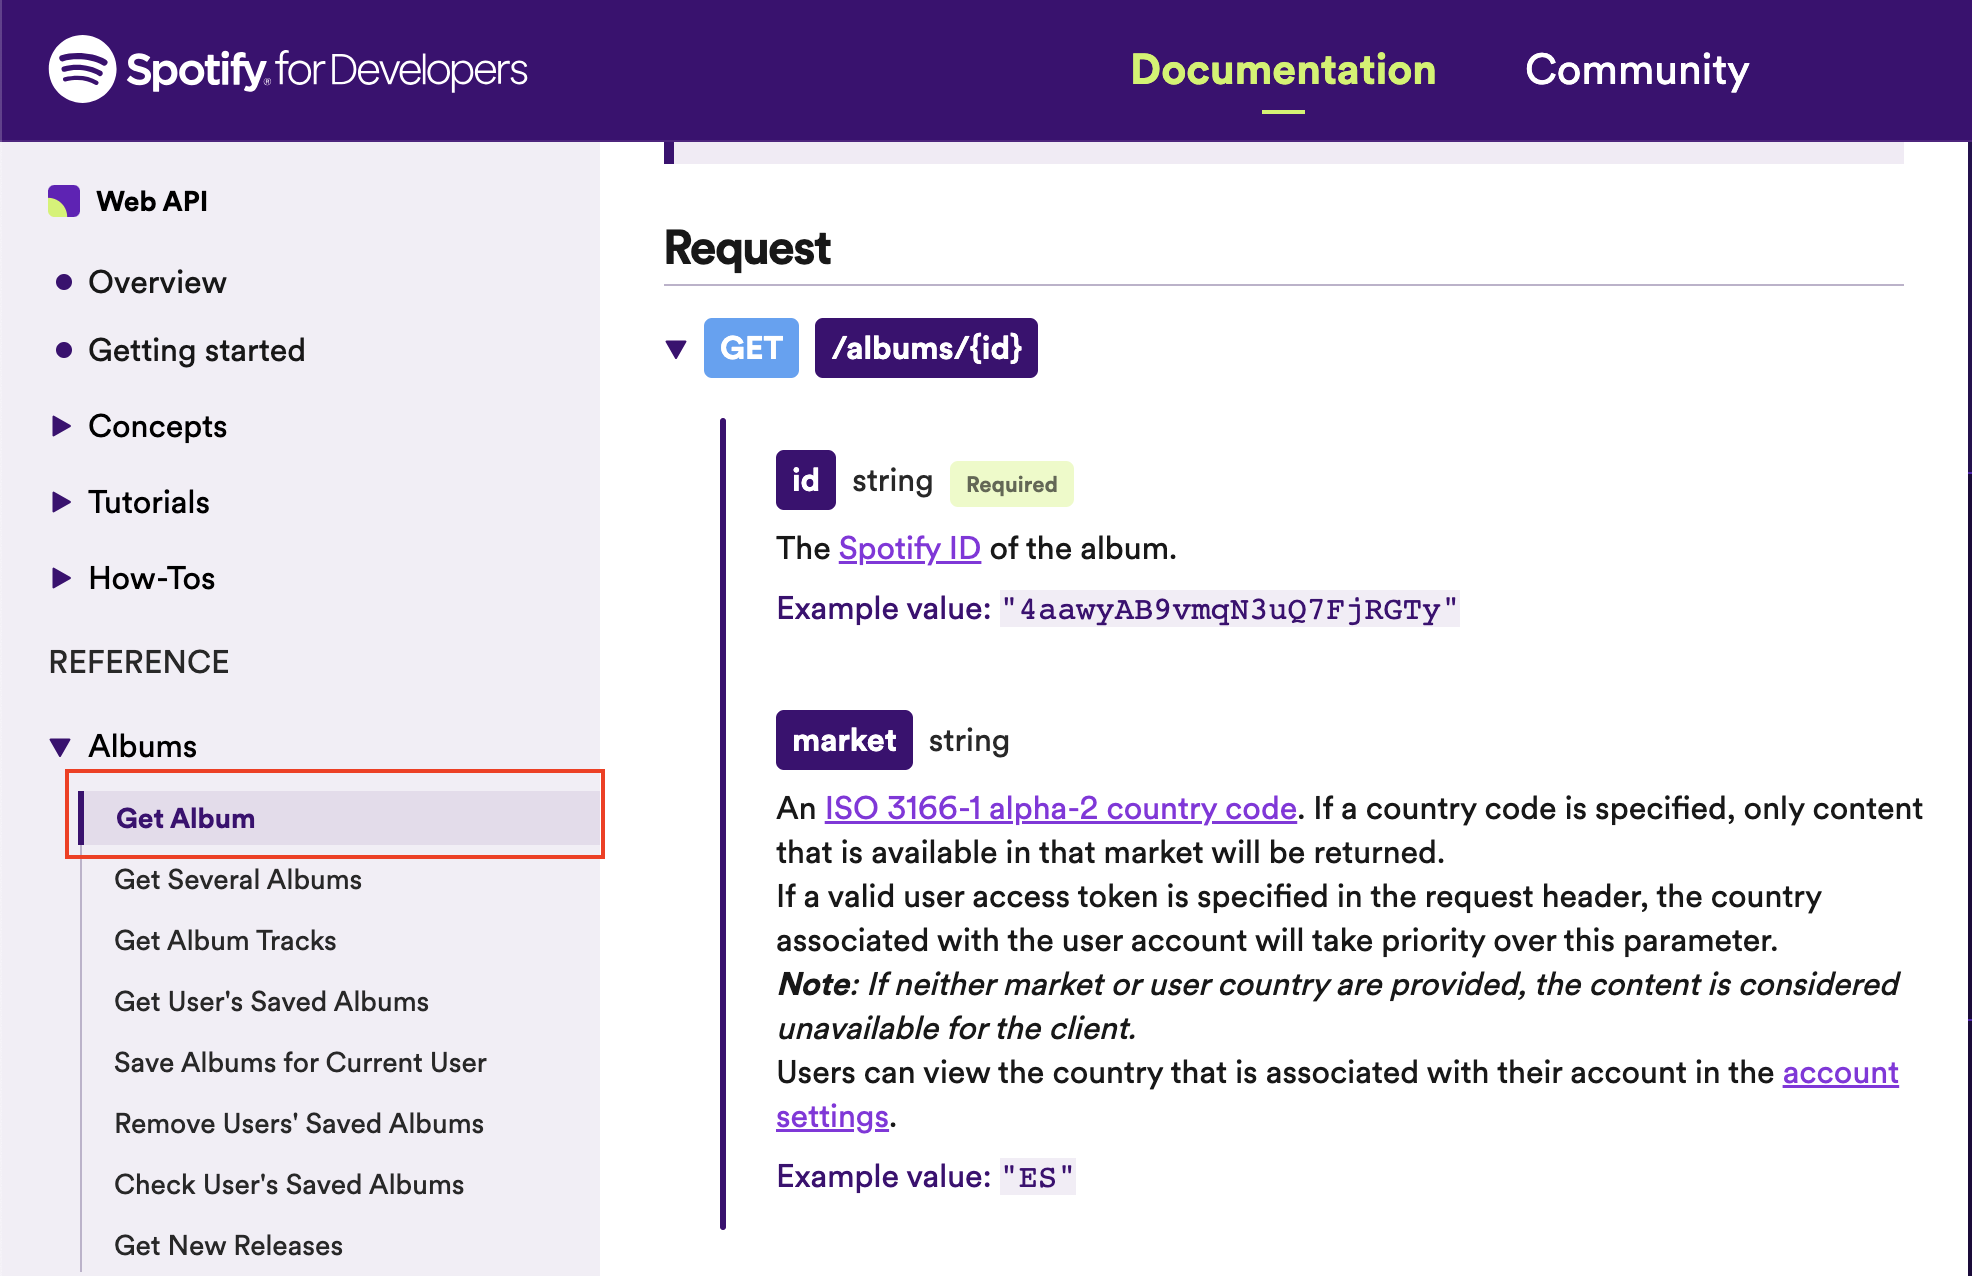 Spotify® for Developers
Documentation
Community
Web API
Overview
Getting started
Concepts
Tutorials
How-Tos
REFERENCE
Albums
Get Album
Get Several Albums
Get Album Tracks
Get User's Saved Albums
Save Albums for Current User
Remove Users' Saved Albums
Check User's Saved Albums
Get New Releases
Request
GET /albums/{id}
id string Required
The Spotify ID of the album.
Example value: "4aawyAB9vmqN3uQ7FjRGTy"
market string
An ISO 3166-1 alpha-2 country code. If a country code is specified, only content
that is available in that market will be returned.
If a valid user access token is specified in the request header, the country
associated with the user account will take priority over this parameter.
Note: If neither market or user country are provided, the content is considered
unavailable for the client.
Users can view the country that is associated with their account in the account
settings.
Example value: "ES"